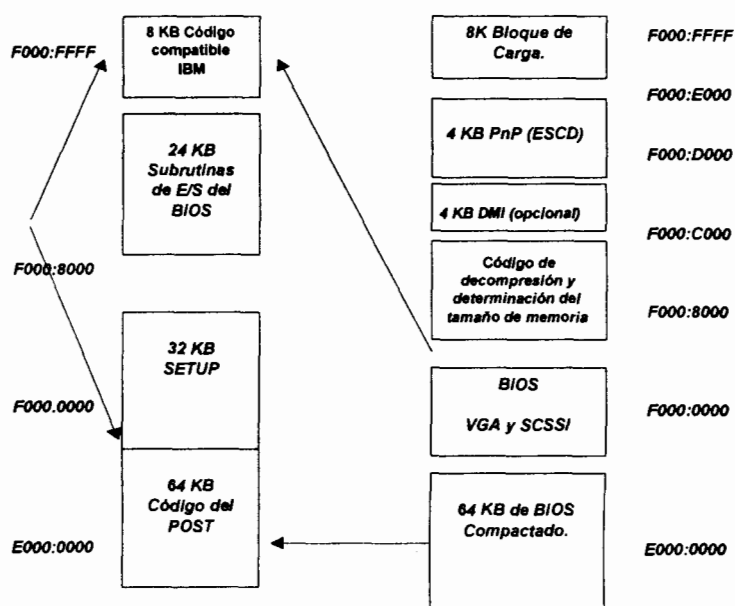 F000:FFFF
8 KB Código
compatible
IBM
24 KB
Subrutinas
de E/S del
BIOS
F000:8000
32 KB
SETUP
F000.0000
64 KB
Código del
POST
E000:0000
8K Bloque de
Carga.
F000:FFFF
F000:E000
4 KB PnP (ESCD)
F000:D000
4 KB DMI (opcional)
F000:C000
Código de
decompresión y
determinación del
tamaño de memoria
F000:8000
BIOS
VGA y SCSSI
F000:0000
64 KB de BIOS
Compactado.
E000:0000